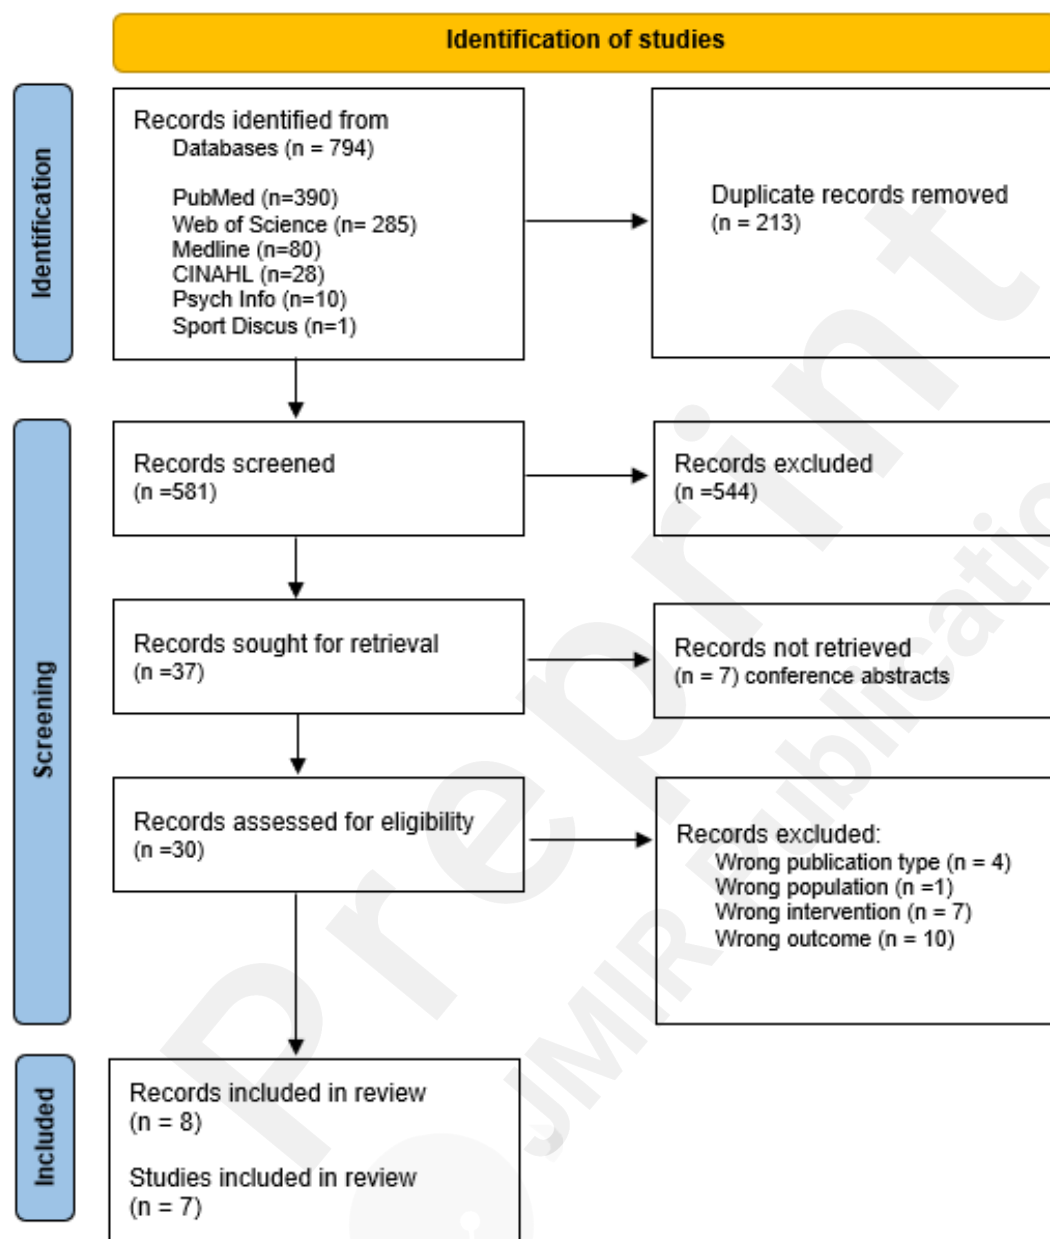 Identification of studies
Identification
Records identified from
Databases (n = 794)
PubMed (n=390)
Web of Science (n= 285)
Medline (n=80)
CINAHL (n=28)
Psych Info (n=10)
Sport Discus (n=1)
Duplicate records removed
(n = 213)
Screening
Records screened
(n =581)
Records excluded
(n =544)
Records sought for retrieval
(n =37)
Records not retrieved
(n = 7) conference abstracts
Records assessed for eligibility
(n =30)
Records excluded:
Wrong publication type (n = 4)
Wrong population (n =1)
Wrong intervention (n = 7)
Wrong outcome (n = 10)
Included
Records included in review
(n = 8)
Studies included in review
(n = 7)
Preprint
JMIR Publicatio